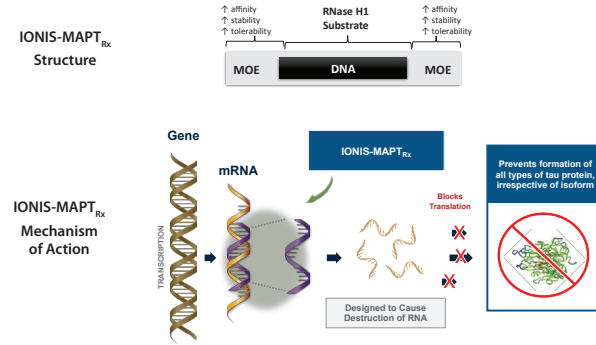 IONIS-MAPTRx
Structure
↑ affinity
↑ stability
↑ tolerability
RNase H1
Substrate
↑ affinity
↑ stability
↑ tolerability
MOE
DNA
MOE
IONIS-MAPTRx
Mechanism
of Action
Gene
TRANSCRIPTION
mRNA
IONIS-MAPTRx
Designed to Cause
Destruction of RNA
Blocks
Translation
Prevents formation of
all types of tau protein,
irrespective of isoform